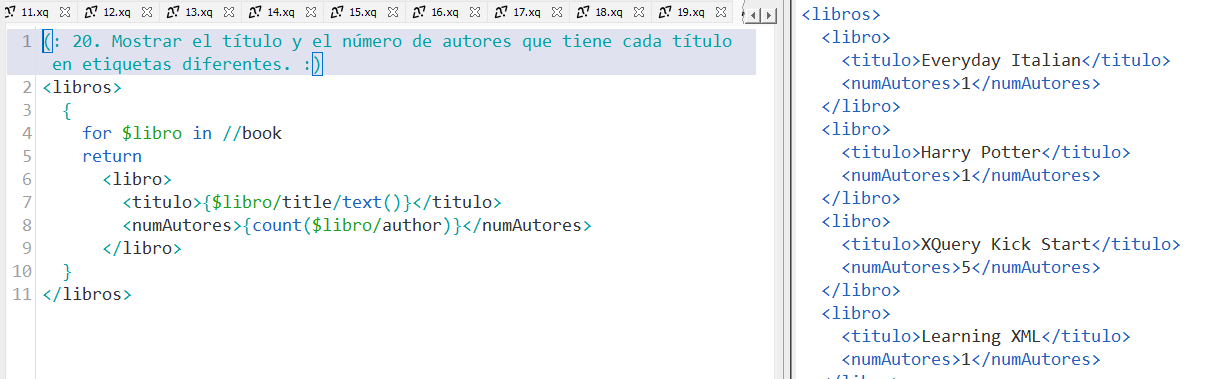 11.xq 12.xq 13.xq 14.xq 15.xq 16.xq 17.xq 18.xq 19.xq
1 (: 20. Mostrar el título y el número de autores que tiene cada título
en etiquetas diferentes. :)
2 <libros>
3 {
4 for $libro in //book
5 return
6 <libro>
7 <titulo>{$libro/title/text()}</titulo>
8 <numAutores>{count($libro/author)}</numAutores>
9 </libro>
10 }
11 </libros>
<libros>
<libro>
<titulo>Everyday Italian</titulo>
<numAutores>1</numAutores>
</libro>
<libro>
<titulo>Harry Potter</titulo>
<numAutores>1</numAutores>
</libro>
<libro>
<titulo>XQuery Kick Start</titulo>
<numAutores>5</numAutores>
</libro>
<libro>
<titulo>Learning XML</titulo>
<numAutores>1</numAutores>
</libro>